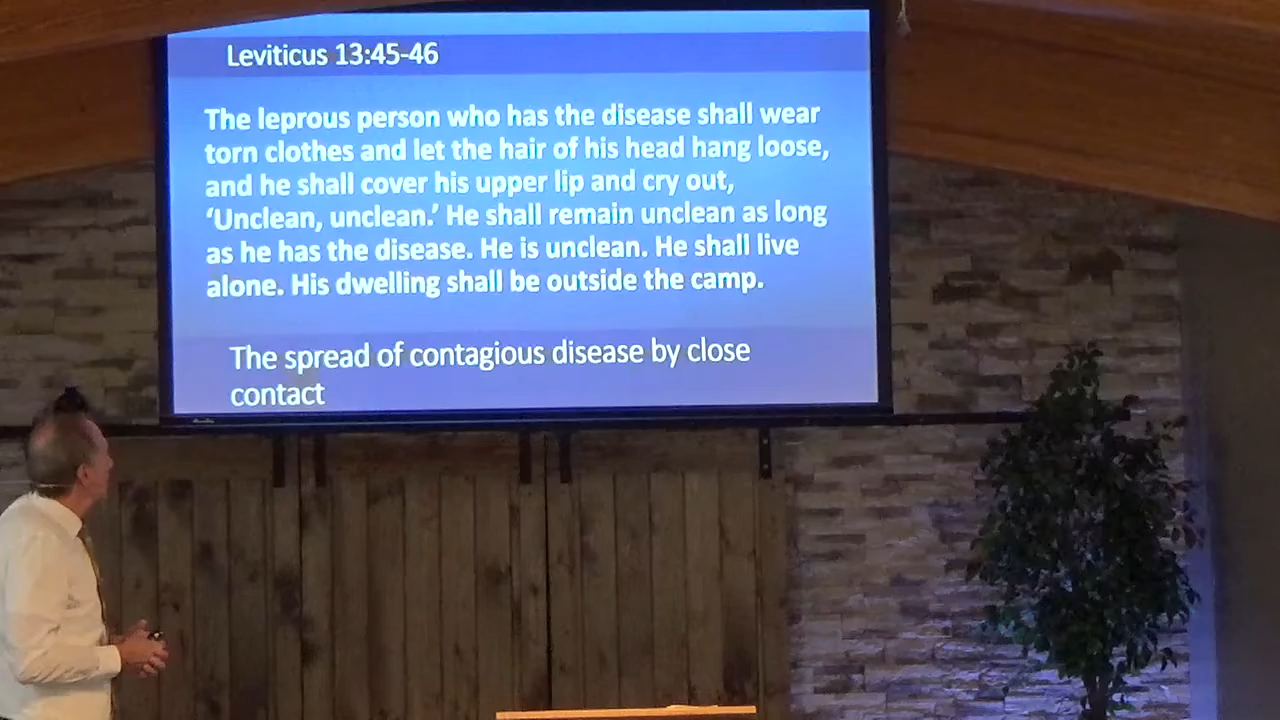 Leviticus 13:45-46
The leprous person who has the disease shall wear
torn clothes and let the hair of his head hang loose,
and he shall cover his upper lip and cry out,
‘Unclean, unclean.’ He shall remain unclean as long
as he has the disease. He is unclean. He shall live
alone. His dwelling shall be outside the camp.
The spread of contagious disease by close
contact